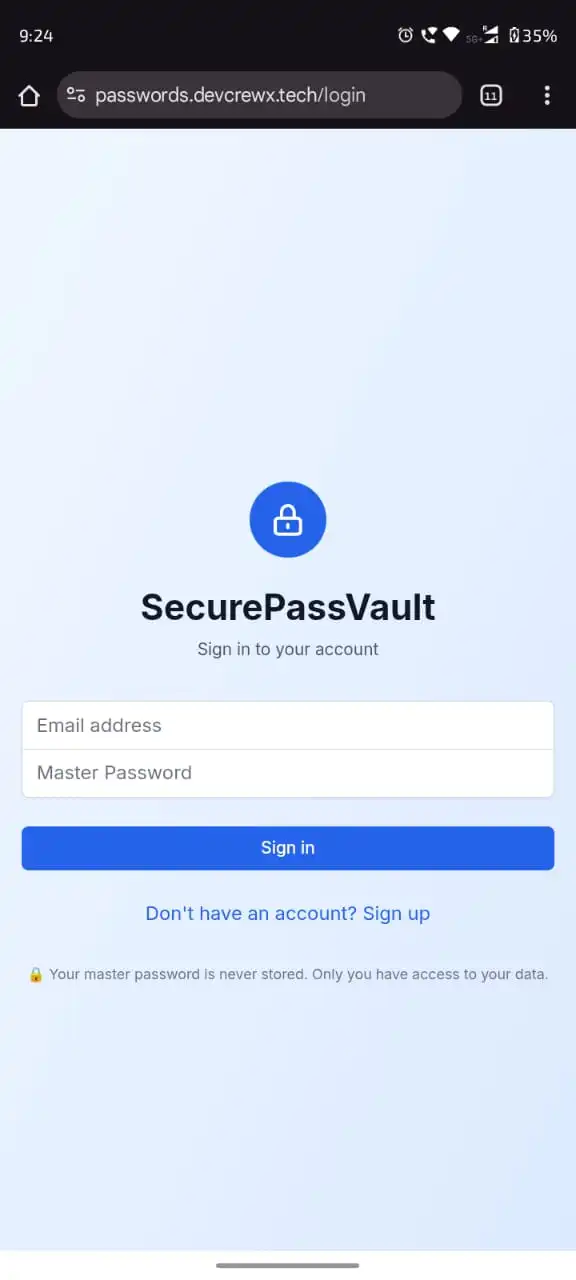 9:24
5G+ R 35%
passwords.devcrewx.tech/login
11
SecurePassVault
Sign in to your account
Email address
Master Password
Sign in
Don't have an account? Sign up
🔒 Your master password is never stored. Only you have access to your data.